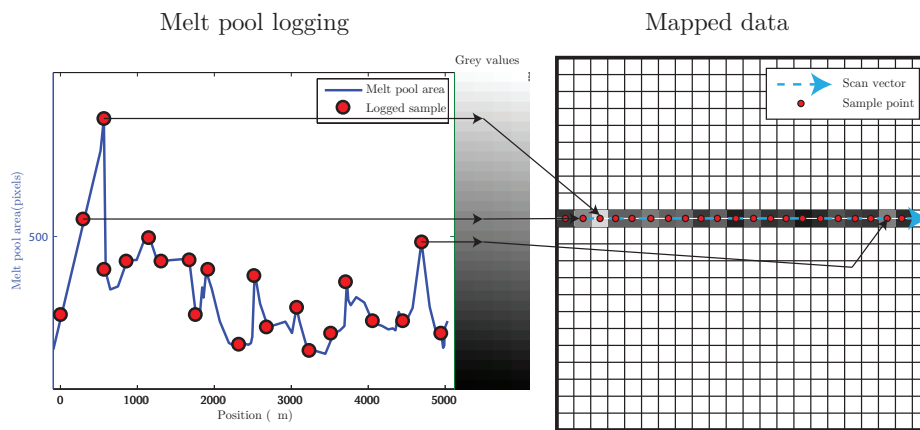 Melt pool logging
Mapped data
Grey values
Melt pool area
Logged sample
Scan vector
Sample point
Melt pool area(pixels)
500
0 1000 2000 3000 4000 5000
Position ( m)